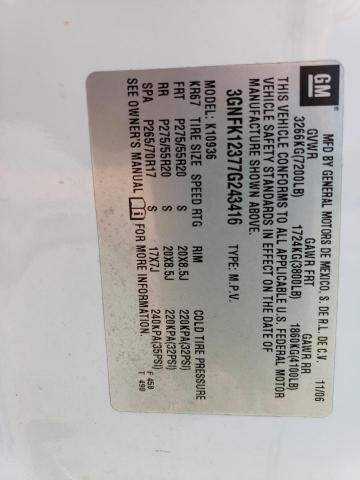 GM
MFD BY GENERAL MOTORS DE MEXICO, S. DE R.L. DE C.V.
11/06
GVWR GAWR FRT GAWR RR
3266KG(7200LB) 1724KG(3800LB) 1860KG(4100LB)
THIS VEHICLE CONFORMS TO ALL APPLICABLE U.S. FEDERAL MOTOR
VEHICLE SAFETY STANDARDS IN EFFECT ON THE DATE OF
MANUFACTURE SHOWN ABOVE.
3GNFK12377G243416 TYPE: M.P.V.
MODEL: K10936
KR67 TIRE SIZE SPEED RTG RIM COLD TIRE PRESSURE
FRT P275/55R20 S 20X8.5J 220KPA(32PSI)
RR P275/55R20 S 20X8.5J 220KPA(32PSI)
SPA P265/70R17 S 17X7J 240KPA(35PSI)
SEE OWNER'S MANUAL i FOR MORE INFORMATION.
F 458
T 490